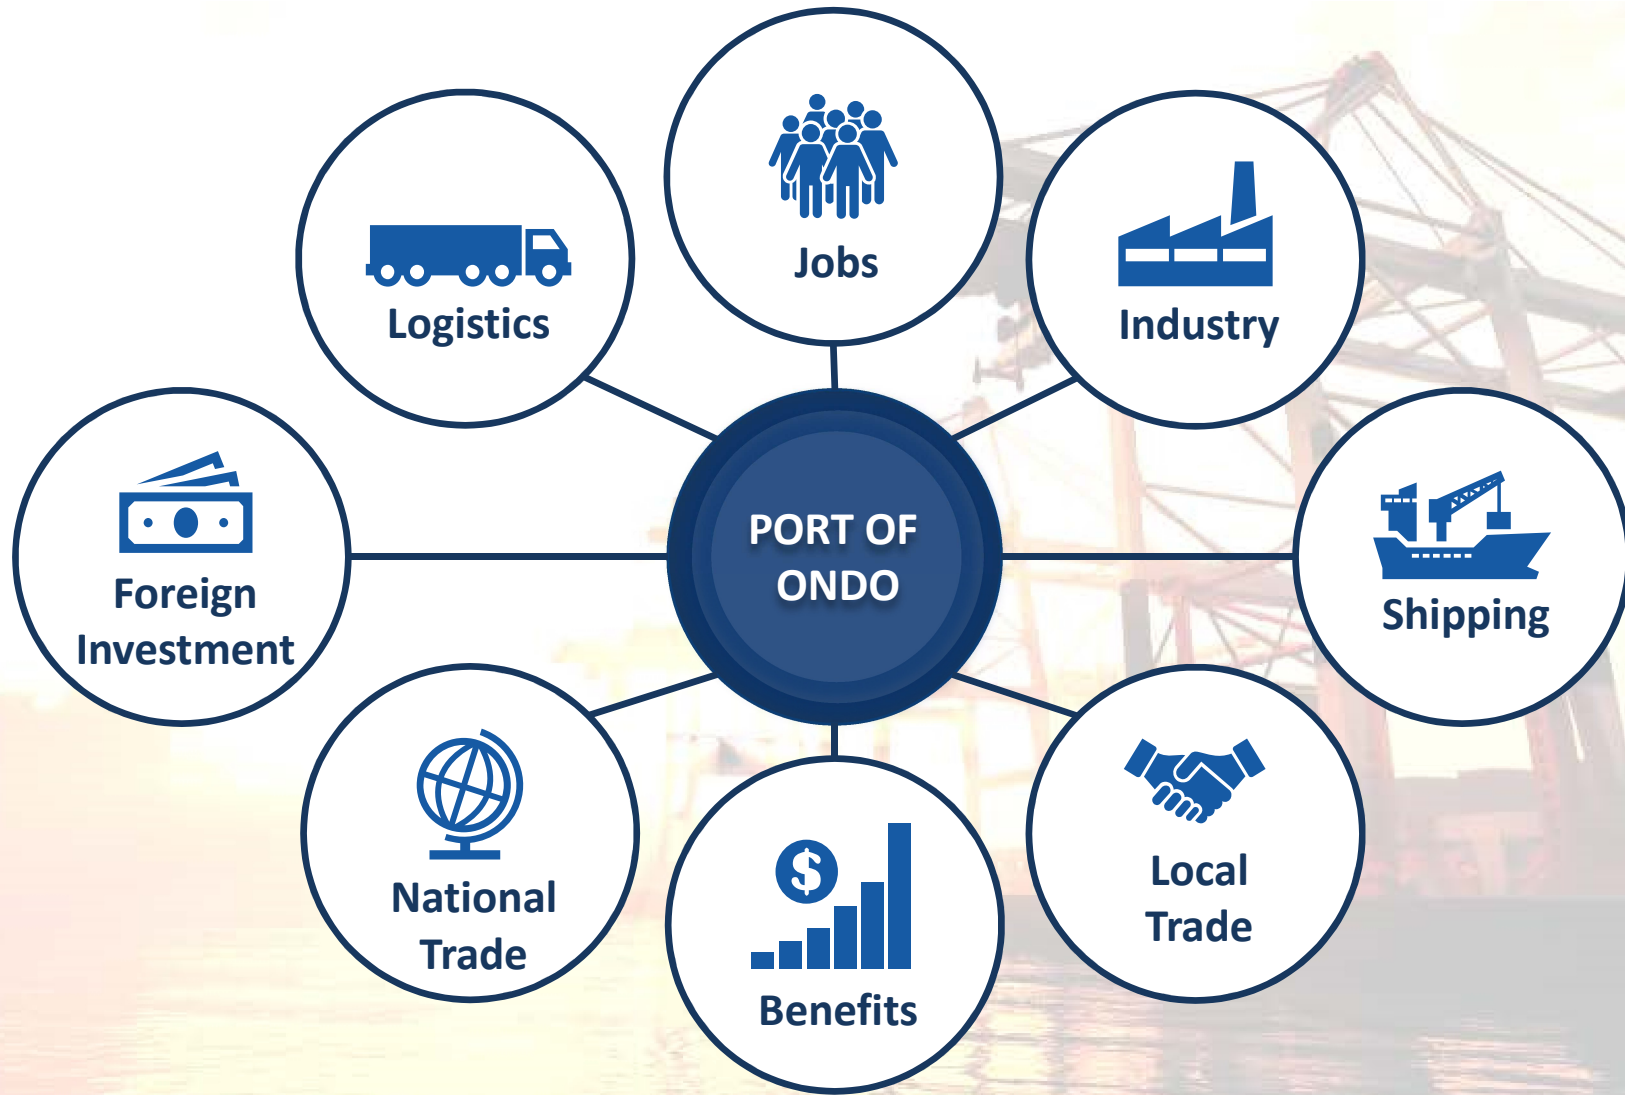 Jobs
Logistics
Industry
PORT OF
ONDO
Foreign
Investment
Shipping
National
Trade
Local
Trade
$
Benefits